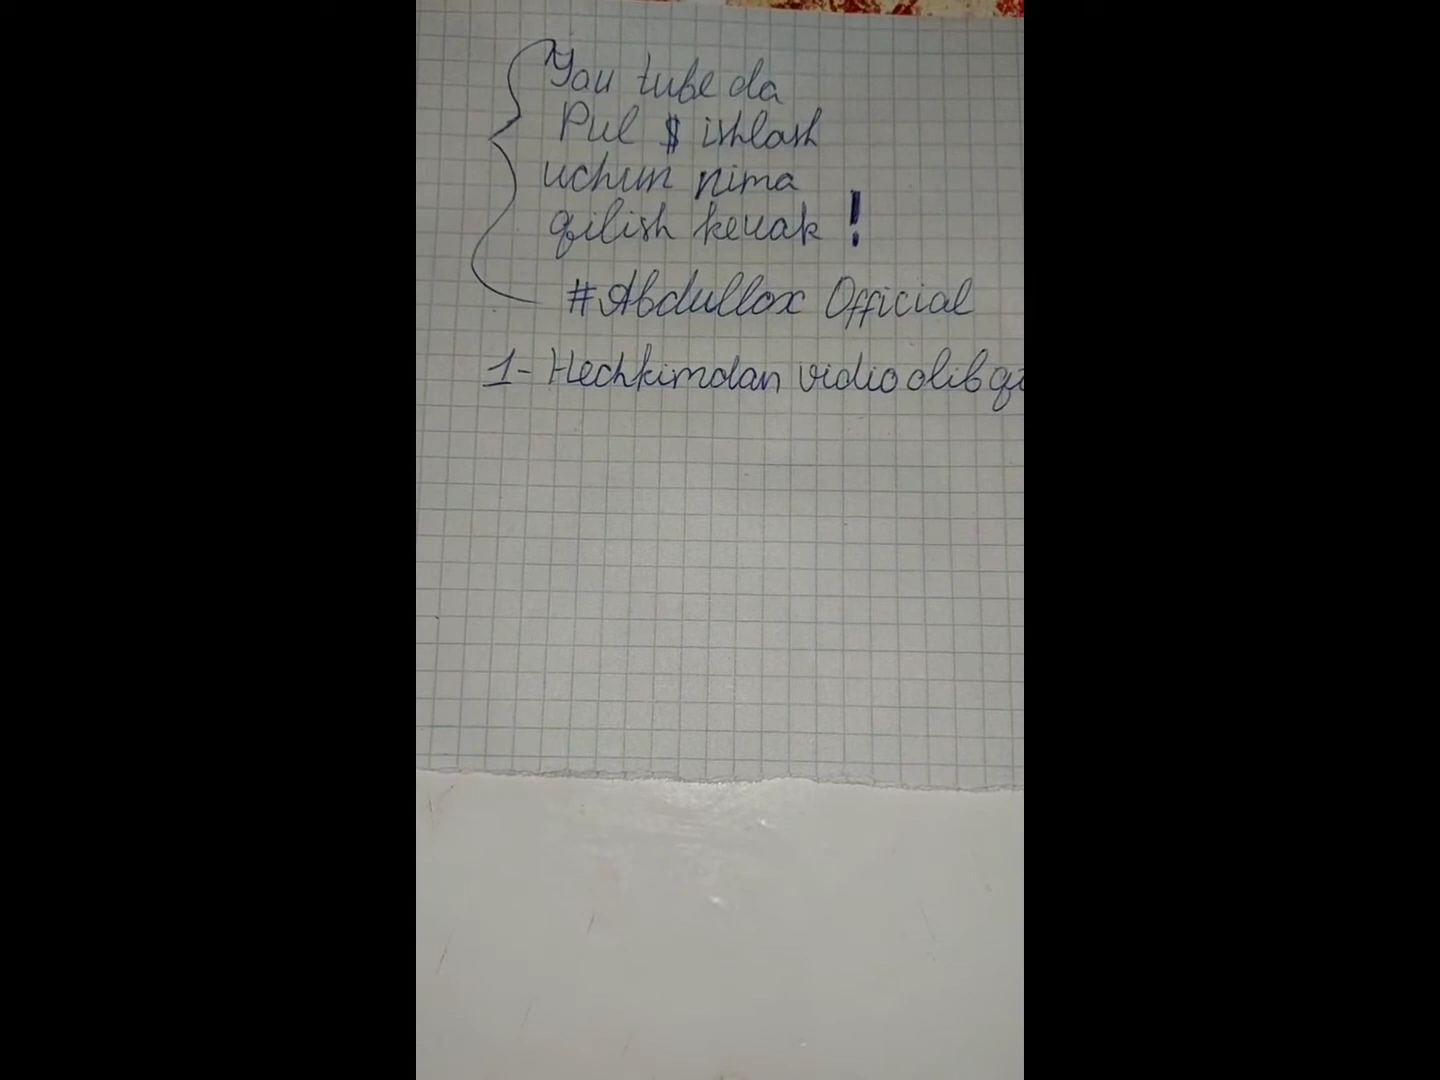 You tube da
Pul $ ishlash
uchun nima
qilish kerak !
#Abdullox Official
1- Hechkimdan vidio olib